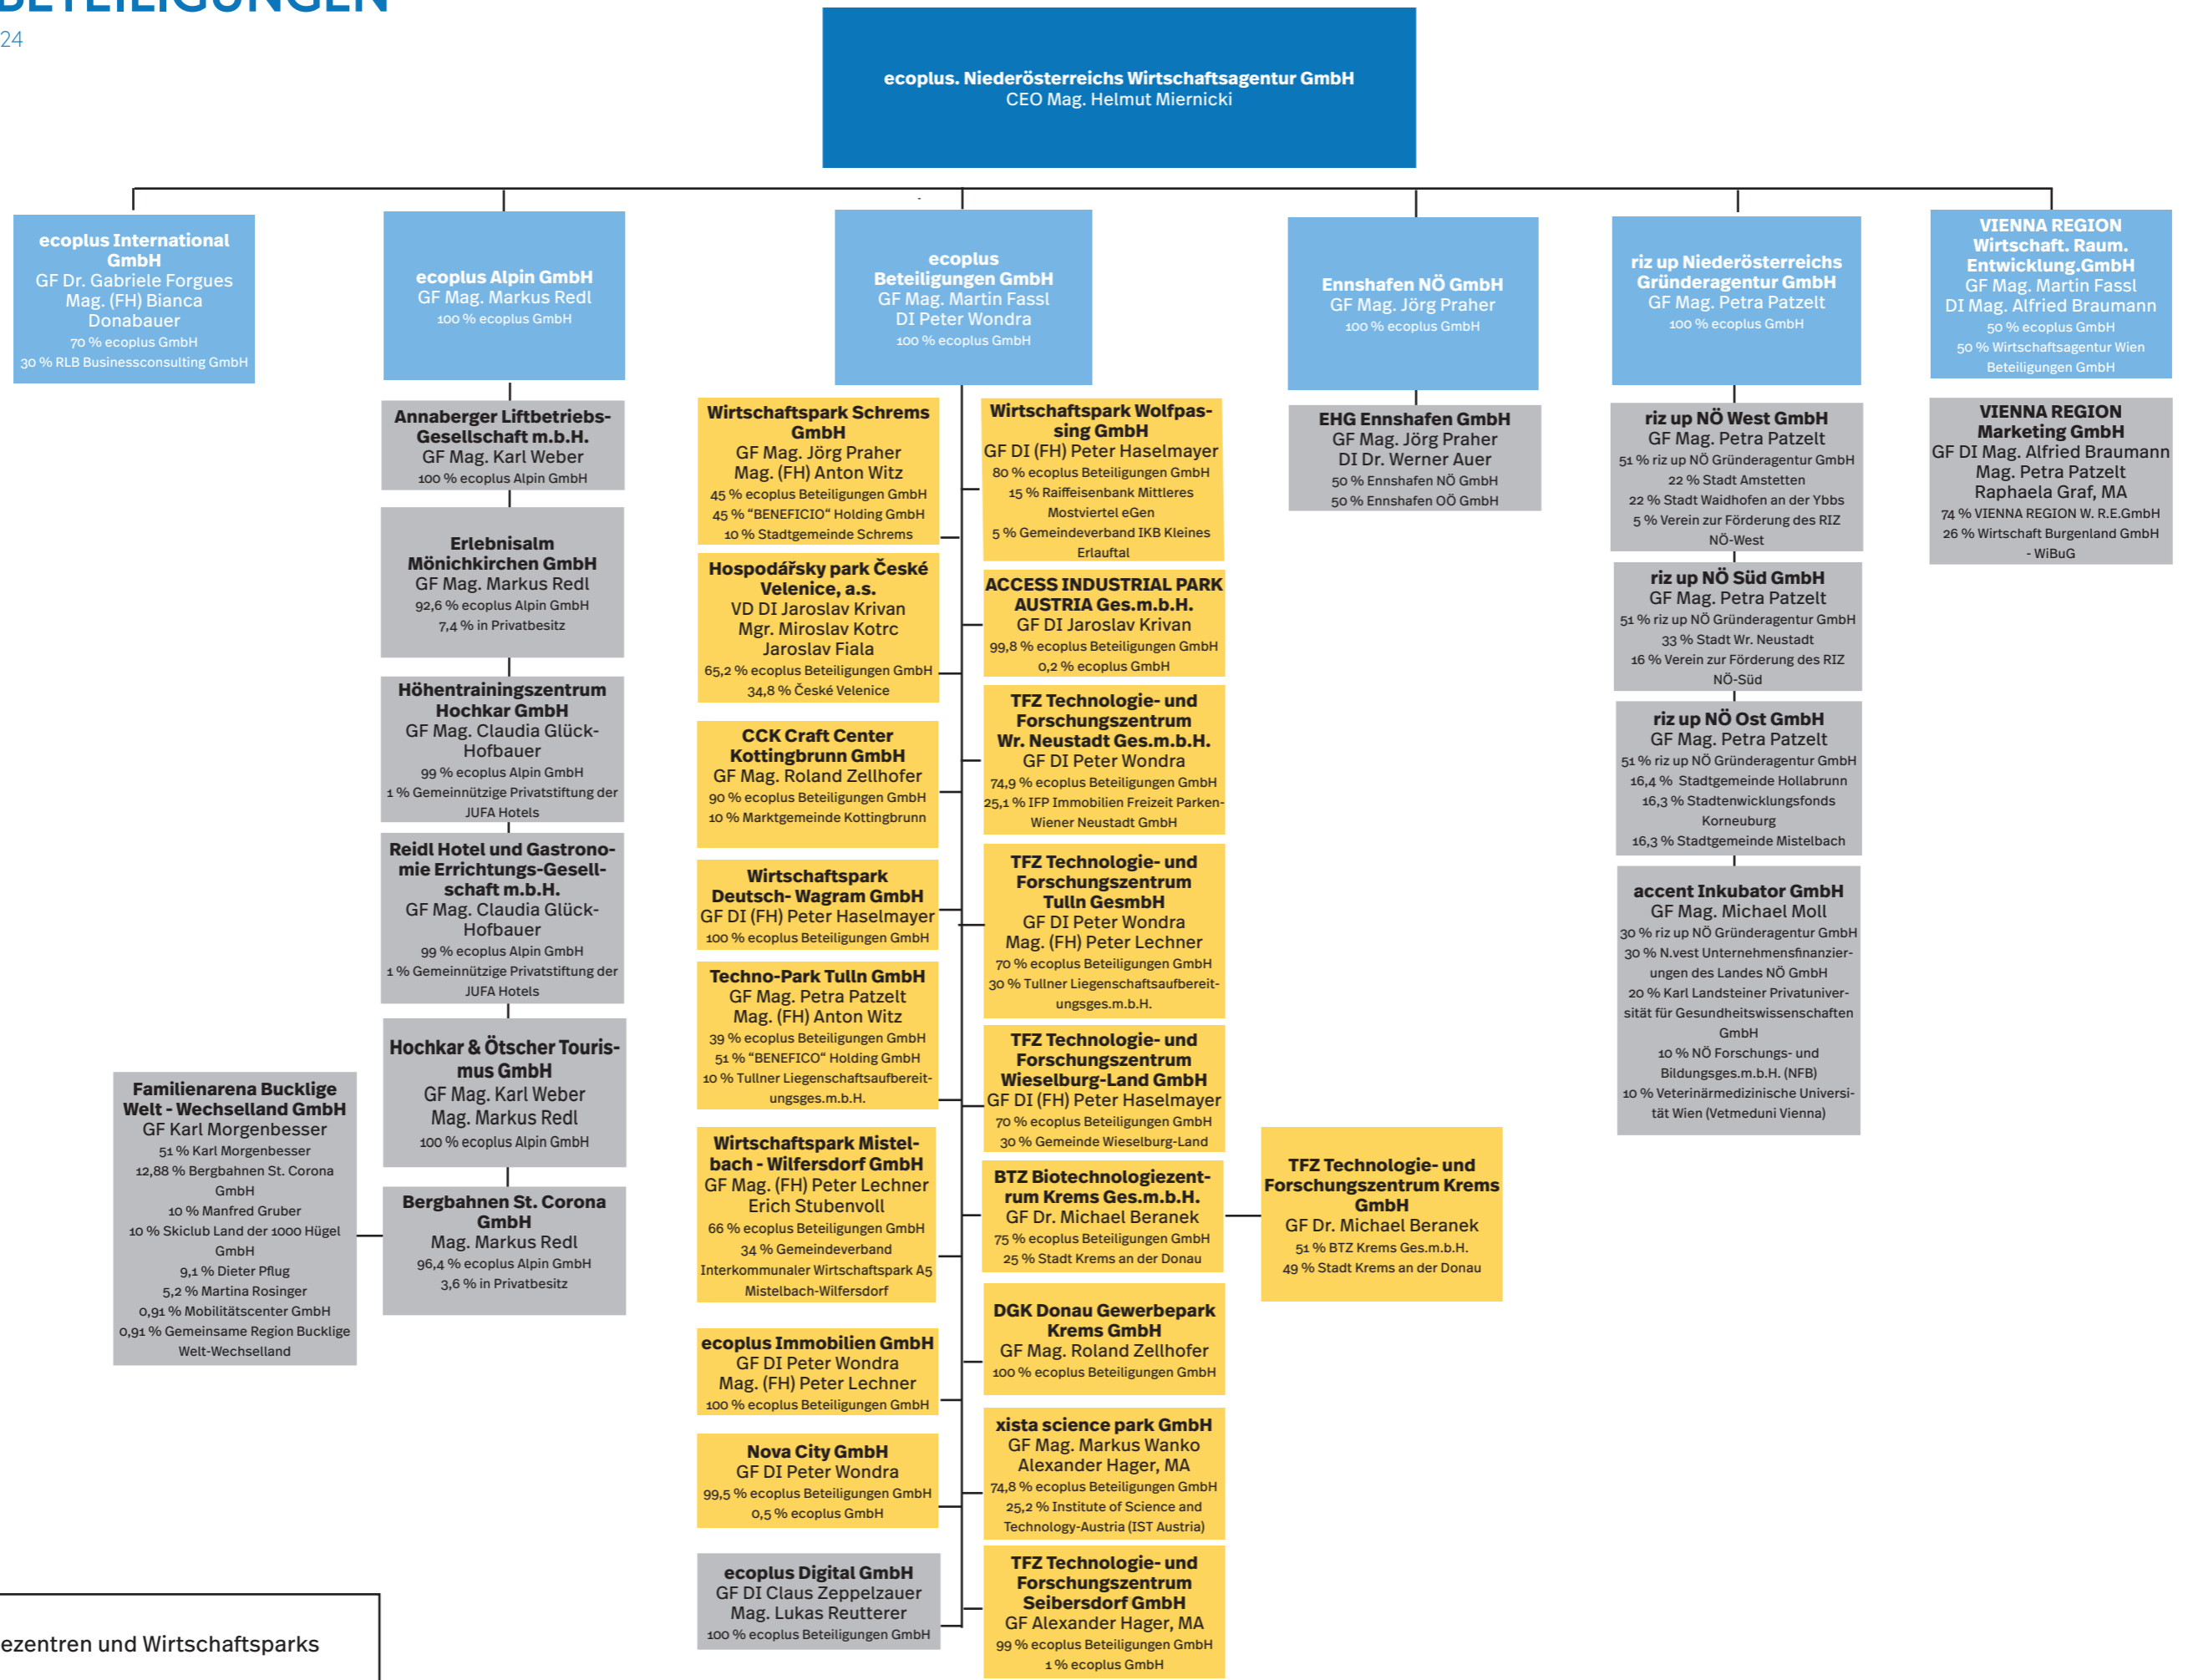 BETEILIGUNGEN
24
ecoplus. Niederösterreichs Wirtschaftsagentur GmbH
CEO Mag. Helmut Miernicki
ecoplus International
GmbH
GF Dr. Gabriele Forgues
Mag. (FH) Bianca
Donabauer
70 % ecoplus GmbH
30 % RLB Businessconsulting GmbH
ecoplus Alpin GmbH
GF Mag. Markus Redl
100 % ecoplus GmbH
ecoplus
Beteiligungen GmbH
GF Mag. Martin Fassl
DI Peter Wondra
100 % ecoplus GmbH
Ennshafen NÖ GmbH
GF Mag. Jörg Praher
100 % ecoplus GmbH
riz up Niederösterreichs
Gründeragentur GmbH
GF Mag. Petra Patzelt
100 % ecoplus GmbH
VIENNA REGION
Wirtschaft. Raum.
Entwicklung.GmbH
GF Mag. Martin Fassl
DI Mag. Alfried Braumann
50 % ecoplus GmbH
50 % Wirtschaftsagentur Wien
Beteiligungen GmbH
Annaberger Liftbetriebs-
Gesellschaft m.b.H.
GF Mag. Karl Weber
100 % ecoplus Alpin GmbH
Erlebnisalm
Mönichkirchen GmbH
GF Mag. Markus Redl
92,6 % ecoplus Alpin GmbH
7,4 % in Privatbesitz
Höhentrainingszentrum
Hochkar GmbH
GF Mag. Claudia Glück-
Hofbauer
99 % ecoplus Alpin GmbH
1 % Gemeinnützige Privatstiftung der
JUFA Hotels
Reidl Hotel und Gastrono-
mie Errichtungs-Gesell-
schaft m.b.H.
GF Mag. Claudia Glück-
Hofbauer
99 % ecoplus Alpin GmbH
1 % Gemeinnützige Privatstiftung der
JUFA Hotels
Hochkar & Ötscher Touris-
mus GmbH
GF Mag. Karl Weber
Mag. Markus Redl
100 % ecoplus Alpin GmbH
Bergbahnen St. Corona
GmbH
Mag. Markus Redl
96,4 % ecoplus Alpin GmbH
3,6 % in Privatbesitz
Familienarena Bucklige
Welt - Wechselland GmbH
GF Karl Morgenbesser
51 % Karl Morgenbesser
12,88 % Bergbahnen St. Corona
GmbH
10 % Manfred Gruber
10 % Skiclub Land der 1000 Hügel
GmbH
9,1 % Dieter Pflug
5,2 % Martina Rosinger
0,91 % Mobilitätscenter GmbH
0,91 % Gemeinsame Region Bucklige
Welt-Wechselland
Wirtschaftspark Schrems
GmbH
GF Mag. Jörg Praher
Mag. (FH) Anton Witz
45 % ecoplus Beteiligungen GmbH
45 % “BENEFICIO“ Holding GmbH
10 % Stadtgemeinde Schrems
Hospodářsky park České
Velenice, a.s.
VD DI Jaroslav Krivan
Mgr. Miroslav Kotrc
Jaroslav Fiala
65,2 % ecoplus Beteiligungen GmbH
34,8 % České Velenice
CCK Craft Center
Kottingbrunn GmbH
GF Mag. Roland Zellhofer
90 % ecoplus Beteiligungen GmbH
10 % Marktgemeinde Kottingbrunn
Wirtschaftspark
Deutsch- Wagram GmbH
GF DI (FH) Peter Haselmayer
100 % ecoplus Beteiligungen GmbH
Techno-Park Tulln GmbH
GF Mag. Petra Patzelt
Mag. (FH) Anton Witz
39 % ecoplus Beteiligungen GmbH
51 % “BENEFICO“ Holding GmbH
10 % Tullner Liegenschaftsaufbereit-
ungsges.m.b.H.
Wirtschaftspark Mistel-
bach - Wilfersdorf GmbH
GF Mag. (FH) Peter Lechner
Erich Stubenvoll
66 % ecoplus Beteiligungen GmbH
34 % Gemeindeverband
Interkommunaler Wirtschaftspark A5
Mistelbach-Wilfersdorf
ecoplus Immobilien GmbH
GF DI Peter Wondra
Mag. (FH) Peter Lechner
100 % ecoplus Beteiligungen GmbH
Nova City GmbH
GF DI Peter Wondra
99,5 % ecoplus Beteiligungen GmbH
0,5 % ecoplus GmbH
ecoplus Digital GmbH
GF DI Claus Zeppelzauer
Mag. Lukas Reutterer
100 % ecoplus Beteiligungen GmbH
Wirtschaftspark Wolfpas-
sing GmbH
GF DI (FH) Peter Haselmayer
80 % ecoplus Beteiligungen GmbH
15 % Raiffeisenbank Mittleres
Mostviertel eGen
5 % Gemeindeverband IKB Kleines
Erlauftal
ACCESS INDUSTRIAL PARK
AUSTRIA Ges.m.b.H.
GF DI Jaroslav Krivan
99,8 % ecoplus Beteiligungen GmbH
0,2 % ecoplus GmbH
TFZ Technologie- und
Forschungszentrum
Wr. Neustadt Ges.m.b.H.
GF DI Peter Wondra
74,9 % ecoplus Beteiligungen GmbH
25,1 % IFP Immobilien Freizeit Parken-
Wiener Neustadt GmbH
TFZ Technologie- und
Forschungszentrum
Tulln GesmbH
GF DI Peter Wondra
Mag. (FH) Peter Lechner
70 % ecoplus Beteiligungen GmbH
30 % Tullner Liegenschaftsaufbereit-
ungsges.m.b.H.
TFZ Technologie- und
Forschungszentrum
Wieselburg-Land GmbH
GF DI (FH) Peter Haselmayer
70 % ecoplus Beteiligungen GmbH
30 % Gemeinde Wieselburg-Land
BTZ Biotechnologiezent-
rum Krems Ges.m.b.H.
GF Dr. Michael Beranek
75 % ecoplus Beteiligungen GmbH
25 % Stadt Krems an der Donau
TFZ Technologie- und
Forschungszentrum Krems
GmbH
GF Dr. Michael Beranek
51 % BTZ Krems Ges.m.b.H.
49 % Stadt Krems an der Donau
DGK Donau Gewerbepark
Krems GmbH
GF Mag. Roland Zellhofer
100 % ecoplus Beteiligungen GmbH
xista science park GmbH
GF Mag. Markus Wanko
Alexander Hager, MA
74,8 % ecoplus Beteiligungen GmbH
25,2 % Institute of Science and
Technology-Austria (IST Austria)
TFZ Technologie- und
Forschungszentrum
Seibersdorf GmbH
GF Alexander Hager, MA
99 % ecoplus Beteiligungen GmbH
1 % ecoplus GmbH
EHG Ennshafen GmbH
GF Mag. Jörg Praher
DI Dr. Werner Auer
50 % Ennshafen NÖ GmbH
50 % Ennshafen OÖ GmbH
riz up NÖ West GmbH
GF Mag. Petra Patzelt
51 % riz up NÖ Gründeragentur GmbH
22 % Stadt Amstetten
22 % Stadt Waidhofen an der Ybbs
5 % Verein zur Förderung des RIZ
NÖ-West
riz up NÖ Süd GmbH
GF Mag. Petra Patzelt
51 % riz up NÖ Gründeragentur GmbH
33 % Stadt Wr. Neustadt
16 % Verein zur Förderung des RIZ
NÖ-Süd
riz up NÖ Ost GmbH
GF Mag. Petra Patzelt
51 % riz up NÖ Gründeragentur GmbH
16,4 % Stadtgemeinde Hollabrunn
16,3 % Stadtenwicklungsfonds
Korneuburg
16,3 % Stadtgemeinde Mistelbach
accent Inkubator GmbH
GF Mag. Michael Moll
30 % riz up NÖ Gründeragentur GmbH
30 % N.vest Unternehmensfinanzier-
ungen des Landes NÖ GmbH
20 % Karl Landsteiner Privatuniver-
sität für Gesundheitswissenschaften
GmbH
10 % NÖ Forschungs- und
Bildungsges.m.b.H. (NFB)
10 % Veterinärmedizinische Universi-
tät Wien (Vetmeduni Vienna)
VIENNA REGION
Marketing GmbH
GF DI Mag. Alfried Braumann
Mag. Petra Patzelt
Raphaela Graf, MA
74 % VIENNA REGION W. R.E.GmbH
26 % Wirtschaft Burgenland GmbH
- WiBuG
ezentren und Wirtschaftsparks